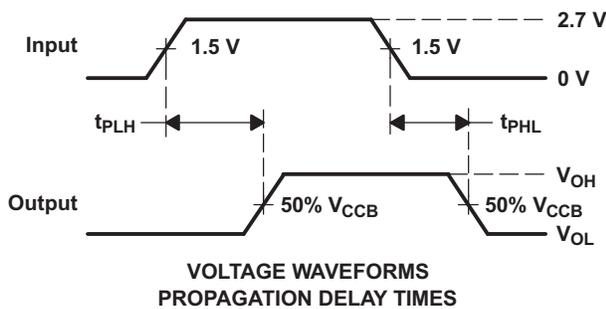 2.7 V
Input
1.5 V
1.5 V
0 V
tPLH
tPHL
VOH
Output
50% VCCB
50% VCCB
VOL
VOLTAGE WAVEFORMS
PROPAGATION DELAY TIMES